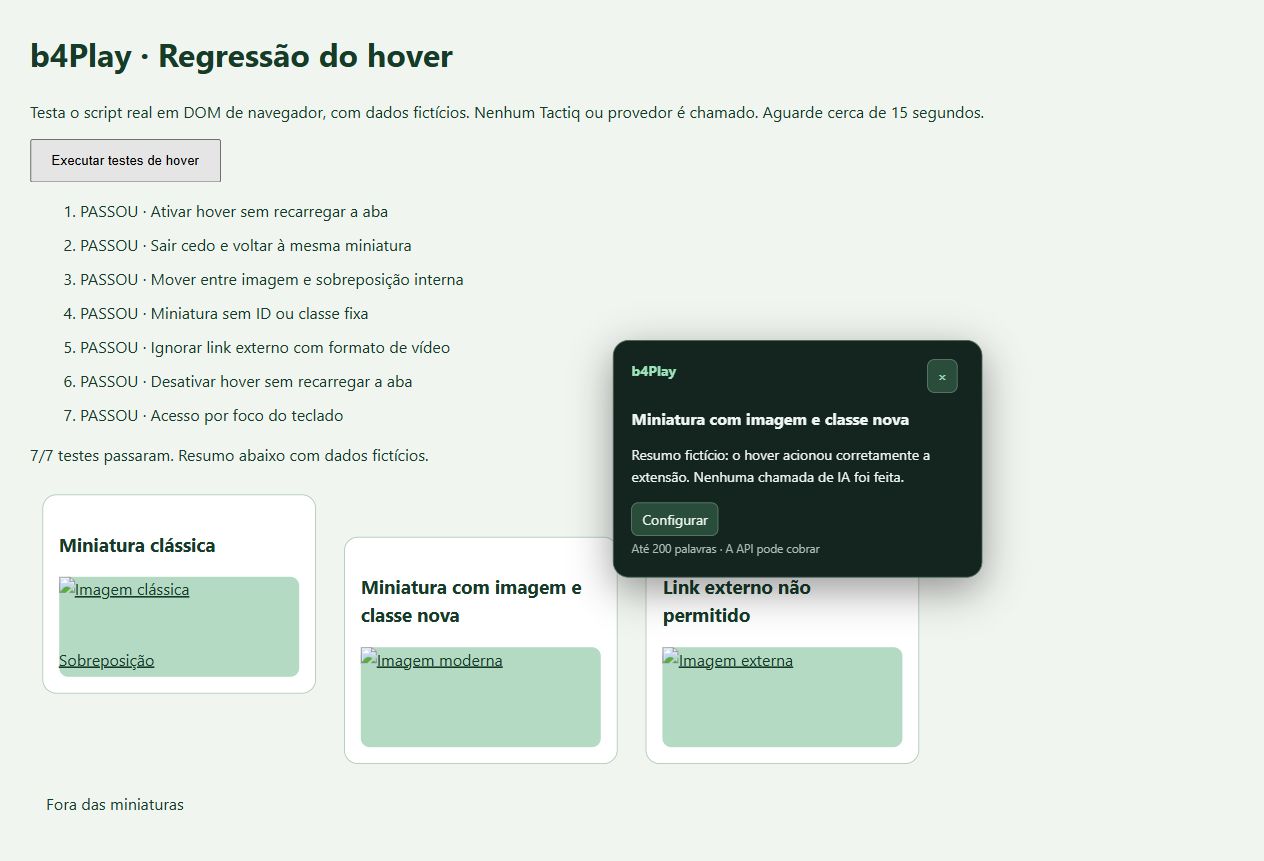 b4Play · Regressão do hover
Testa o script real em DOM de navegador, com dados fictícios. Nenhum Tactiq ou provedor é chamado. Aguarde cerca de 15 segundos.
Executar testes de hover
1. PASSOU · Ativar hover sem recarregar a aba
2. PASSOU · Sair cedo e voltar à mesma miniatura
3. PASSOU · Mover entre imagem e sobreposição interna
4. PASSOU · Miniatura sem ID ou classe fixa
5. PASSOU · Ignorar link externo com formato de vídeo
6. PASSOU · Desativar hover sem recarregar a aba
7. PASSOU · Acesso por foco do teclado
7/7 testes passaram. Resumo abaixo com dados fictícios.
b4Play
×
Miniatura com imagem e classe nova
Resumo fictício: o hover acionou corretamente a
extensão. Nenhuma chamada de IA foi feita.
Configurar
Até 200 palavras · A API pode cobrar
Miniatura clássica
Imagem clássica
Sobreposição
Miniatura com imagem e
classe nova
Imagem moderna
Link externo não
permitido
Imagem externa
Fora das miniaturas